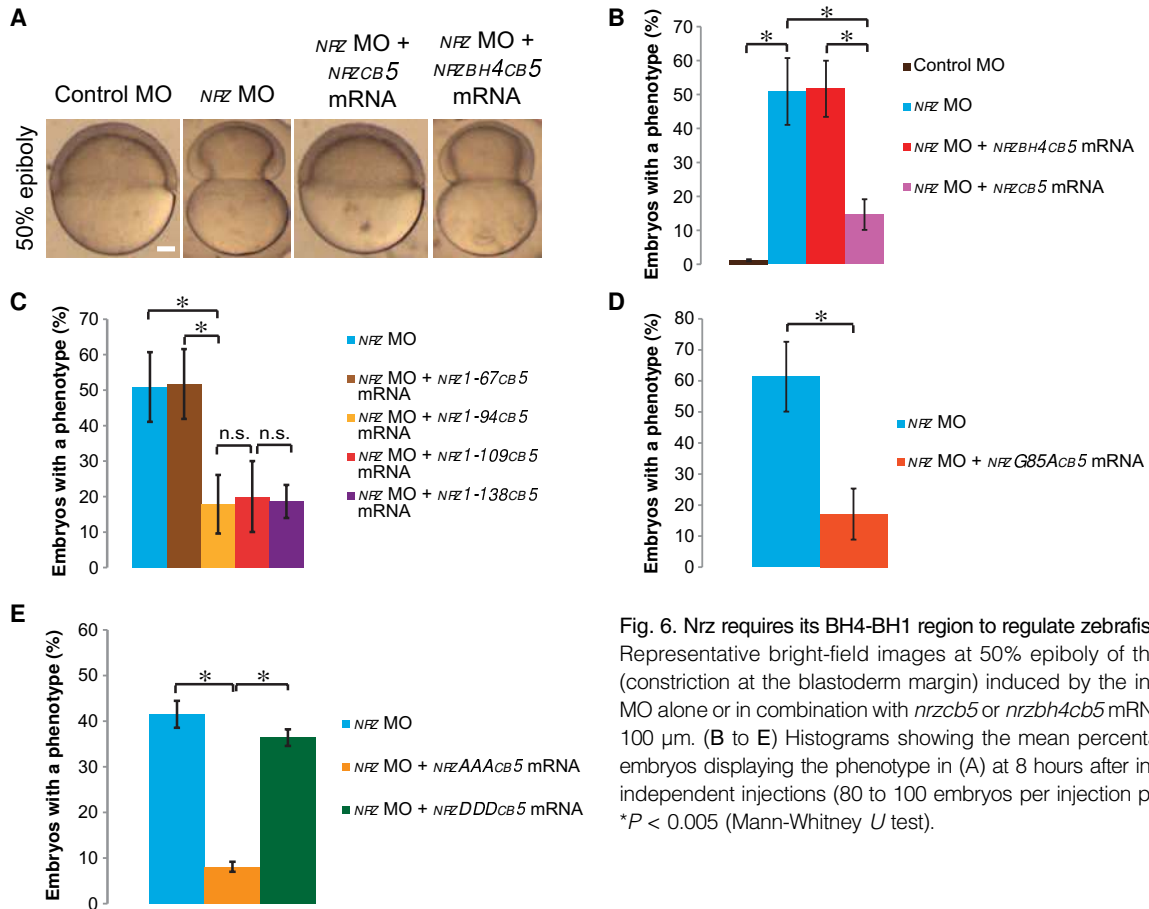 A
Control MO
NRZ MO
NRZ MO +
NRZCB5
mRNA
NRZ MO +
NRZBH4CB5
mRNA
50% epiboly
B
Embryos with a phenotype (%)
70
60
50
40
30
20
10
0
*
*
*
Control MO
NRZ MO
NRZ MO + NRZBH4CB5 mRNA
NRZ MO + NRZCB5 mRNA
C
Embryos with a phenotype (%)
70
60
50
40
30
20
10
0
*
*
n.s.
n.s.
NRZ MO
NRZ MO + NRZ1-67CB5
mRNA
NRZ MO + NRZ1-94CB5
mRNA
NRZ MO + NRZ1-109CB5
mRNA
NRZ MO + NRZ1-138CB5
mRNA
D
Embryos with a phenotype (%)
80
70
60
50
40
30
20
10
0
*
NRZ MO
NRZ MO + NRZG85ACB5 mRNA
E
Embryos with a phenotype (%)
60
50
40
30
20
10
0
*
*
NRZ MO
NRZ MO + NRZAAACB5 mRNA
NRZ MO + NRZDDDCB5 mRNA
Fig. 6. Nrz requires its BH4-BH1 region to regulate zebrafis
Representative bright-field images at 50% epiboly of th
(constriction at the blastoderm margin) induced by the in
MO alone or in combination with nrzcb5 or nrzbh4cb5 mRN
100 µm. (B to E) Histograms showing the mean percenta
embryos displaying the phenotype in (A) at 8 hours after in
independent injections (80 to 100 embryos per injection p
*P < 0.005 (Mann-Whitney U test).